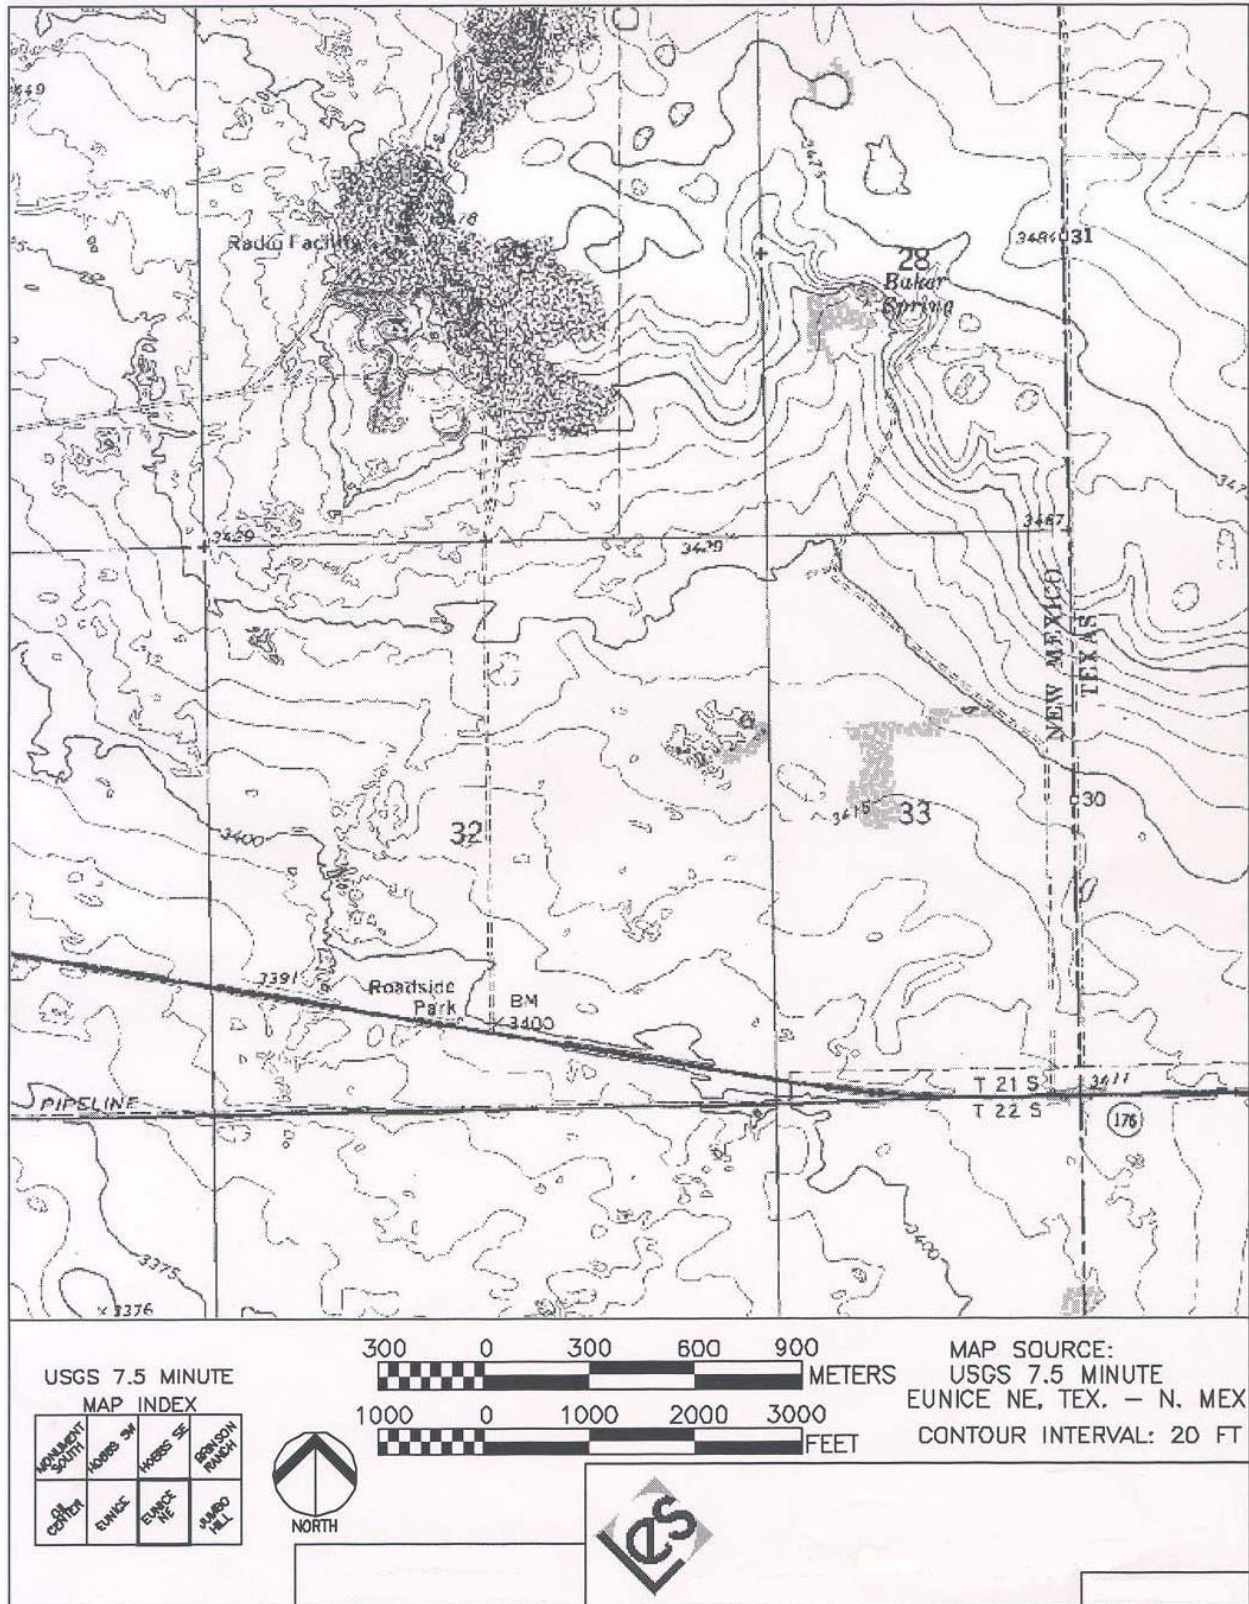 3449
3475
3478
Radio Facility
3484
31
28
Baker
Spring
3429
3429
3467
NEW MEXICO
TEXAS
30
3415
33
32
3400
3391
Roadside
Park
BM
3400
T 21 S
3411
T 22 S
PIPELINE
176
3375
3400
3376
USGS 7.5 MINUTE
MAP INDEX
MONUMENT SOUTH
HOBBS SW
HOBBS SE
BRINSON RANCH
OIL CENTER
EUNICE
EUNICE NE
JUMBO HILL
NORTH
300 0 300 600 900
METERS
1000 0 1000 2000 3000
FEET
MAP SOURCE:
USGS 7.5 MINUTE
EUNICE NE, TEX. – N. MEX
CONTOUR INTERVAL: 20 FT
Les